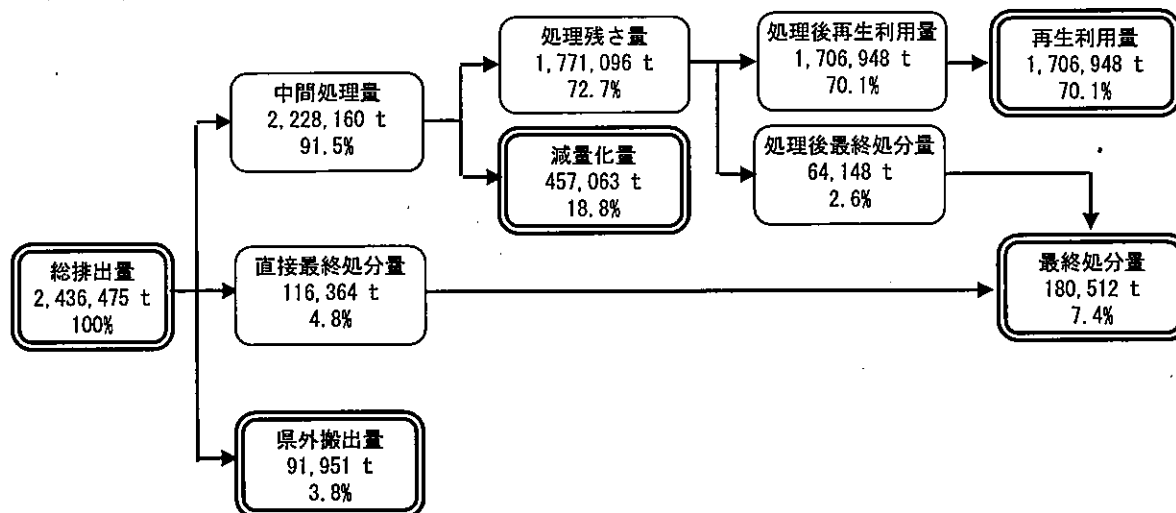 処理残さ量
1,771,096 t
72.7%
処理後再生利用量
1,706,948 t
70.1%
再生利用量
1,706,948 t
70.1%
中間処理量
2,228,160 t
91.5%
減量化量
457,063 t
18.8%
処理後最終処分量
64,148 t
2.6%
総排出量
2,436,475 t
100%
直接最終処分量
116,364 t
4.8%
最終処分量
180,512 t
7.4%
県外搬出量
91,951 t
3.8%